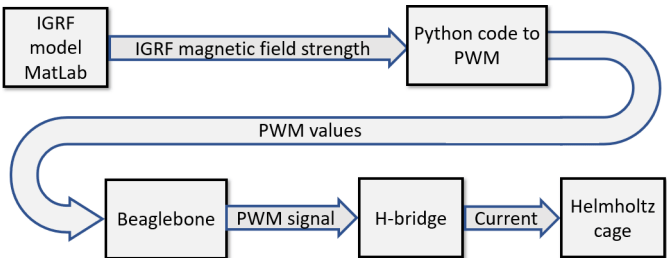 IGRF
model
MatLab
IGRF magnetic field strength
Python code to
PWM
PWM values
Beaglebone
PWM signal
H-bridge
Current
Helmholtz
cage